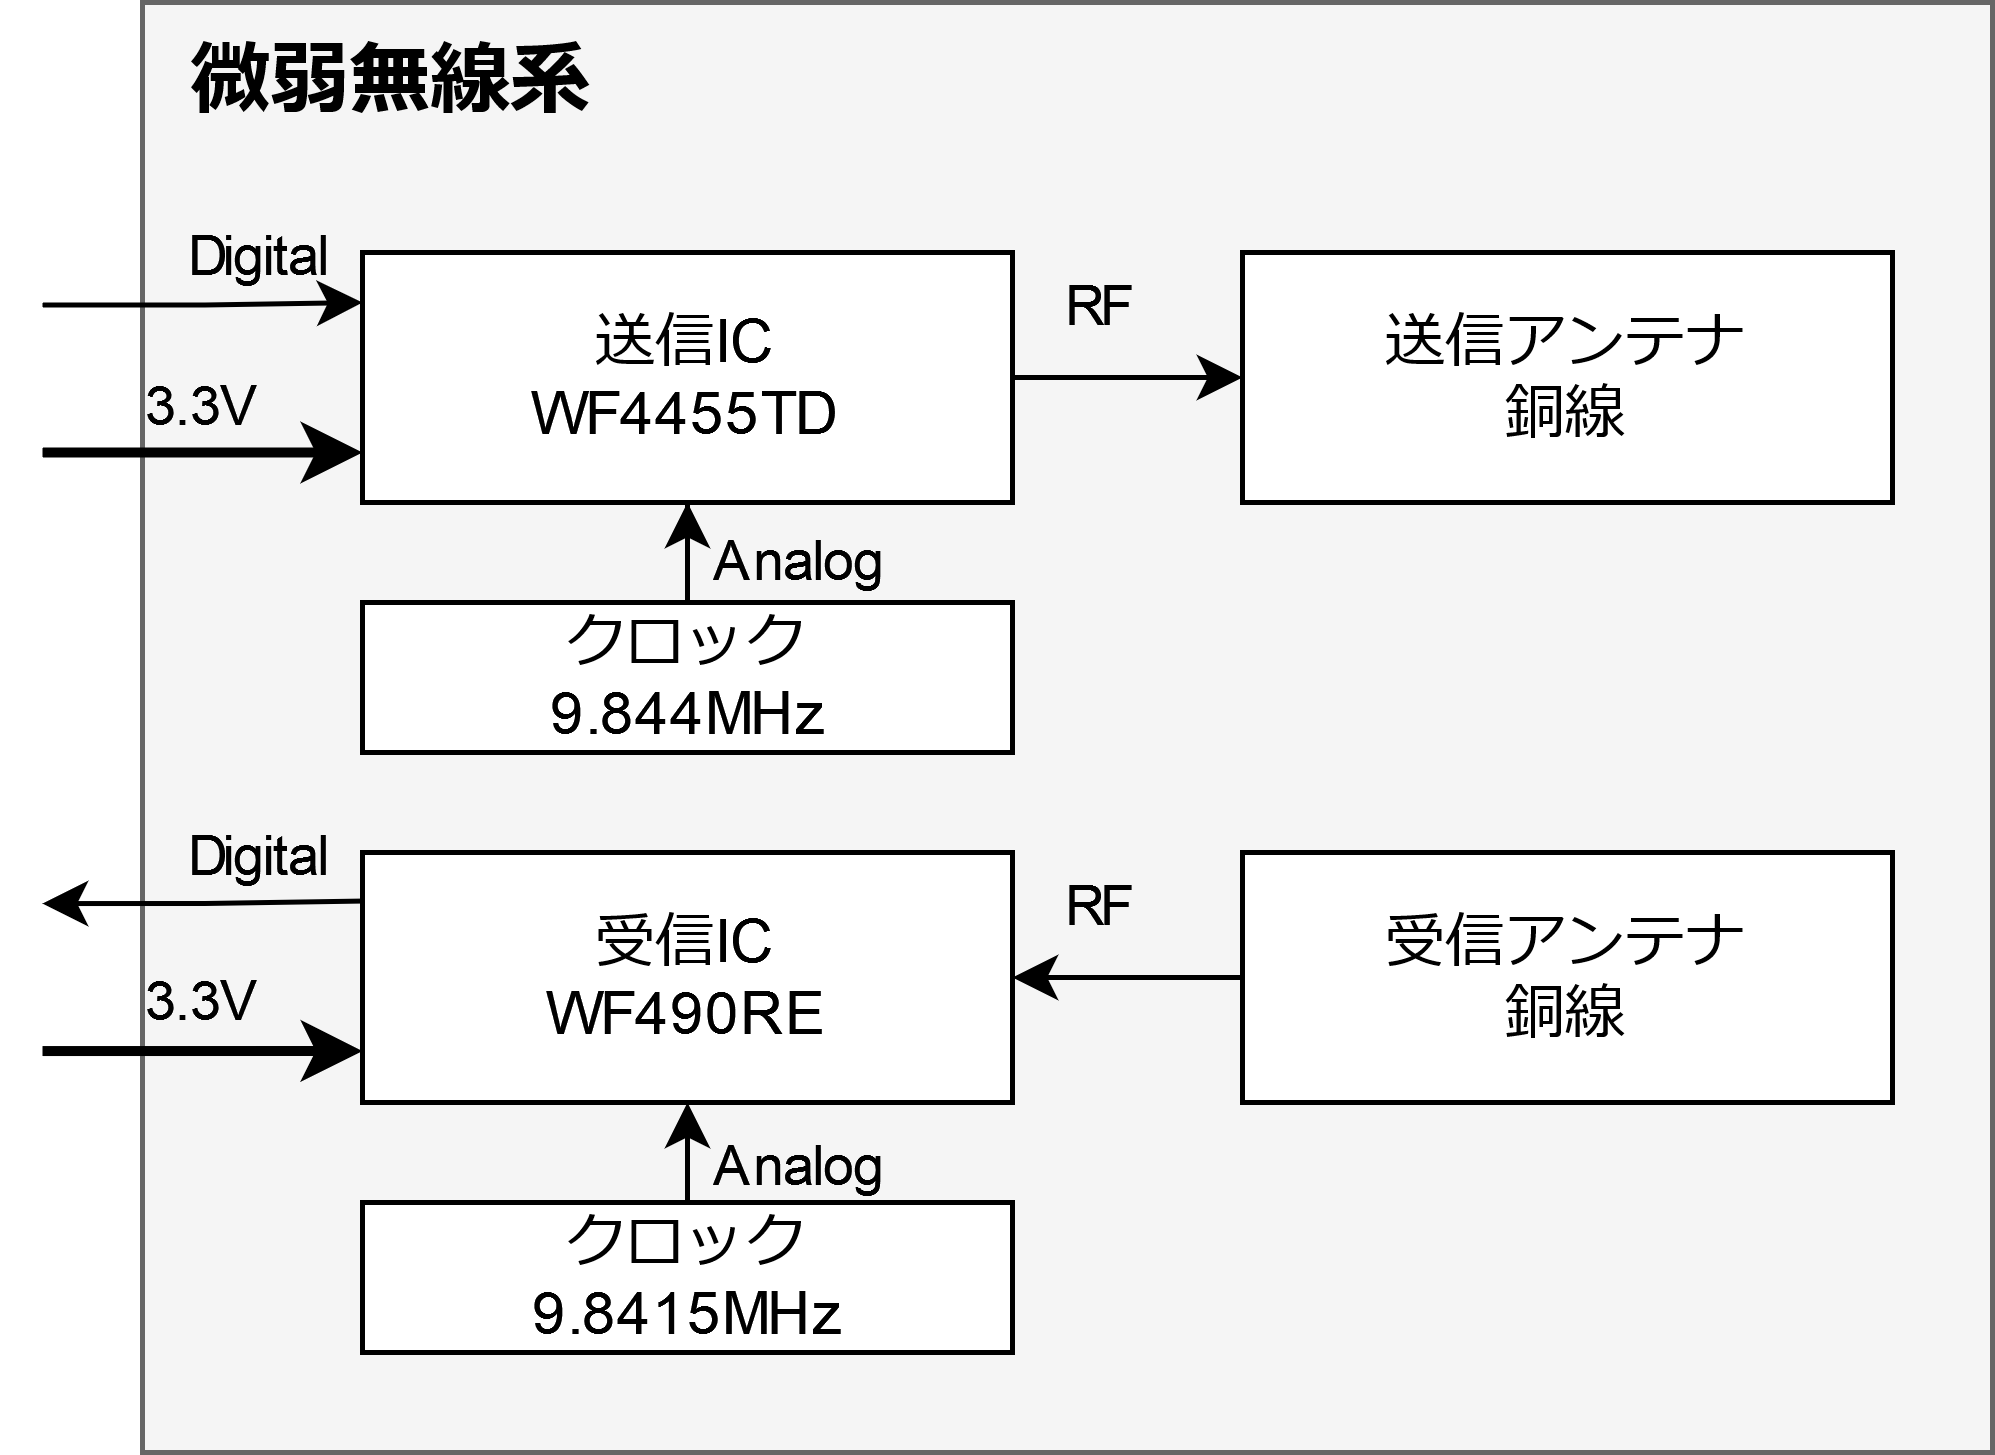 微弱無線系
Digital
3.3V
送信IC
WF4455TD
RF
送信アンテナ
銅線
Analog
クロック
9.844MHz
Digital
3.3V
受信IC
WF490RE
RF
受信アンテナ
銅線
Analog
クロック
9.8415MHz